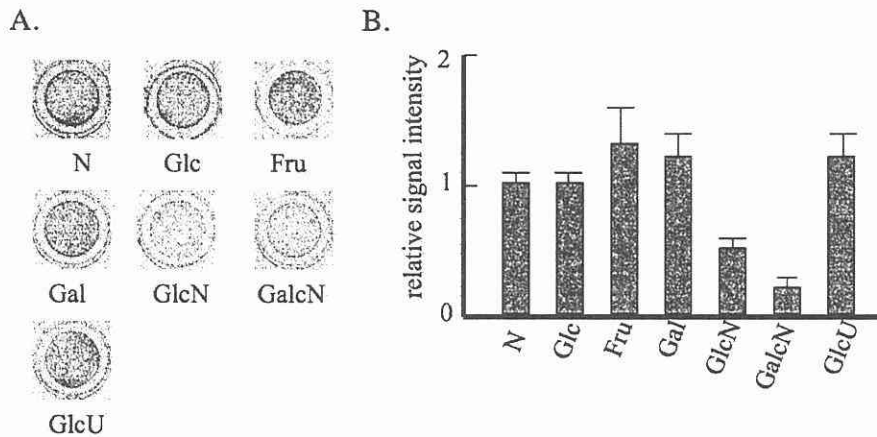 A.
N Glc Fru
Gal GlcN GalcN
GlcU
B.
relative signal intensity
2
1
0
N Glc Fru Gal GlcN GalcN GlcU